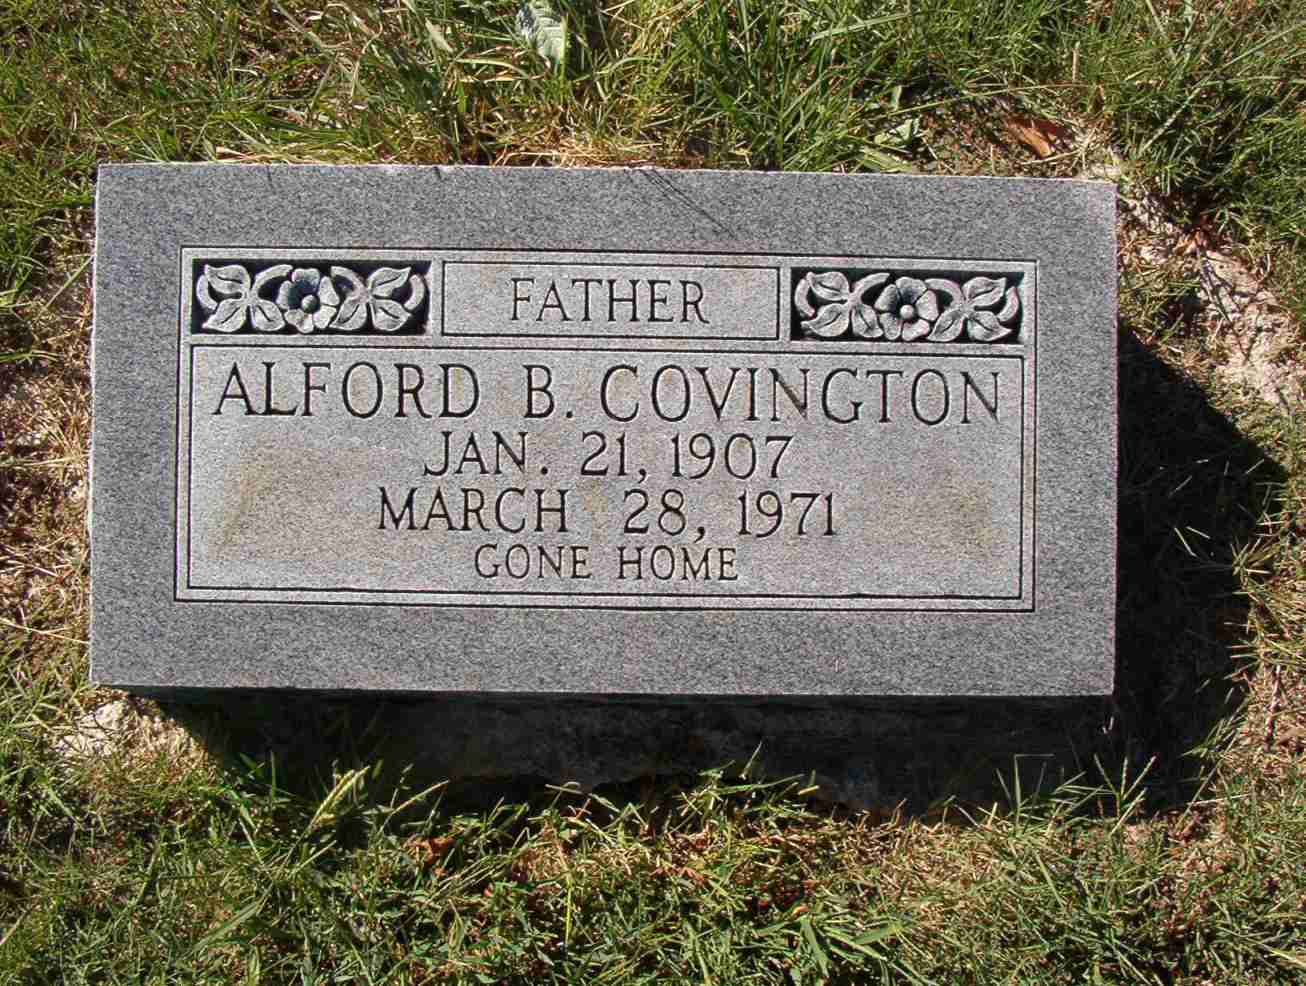 FATHER
ALFORD B. COVINGTON
JAN. 21, 1907
MARCH 28, 1971
GONE HOME